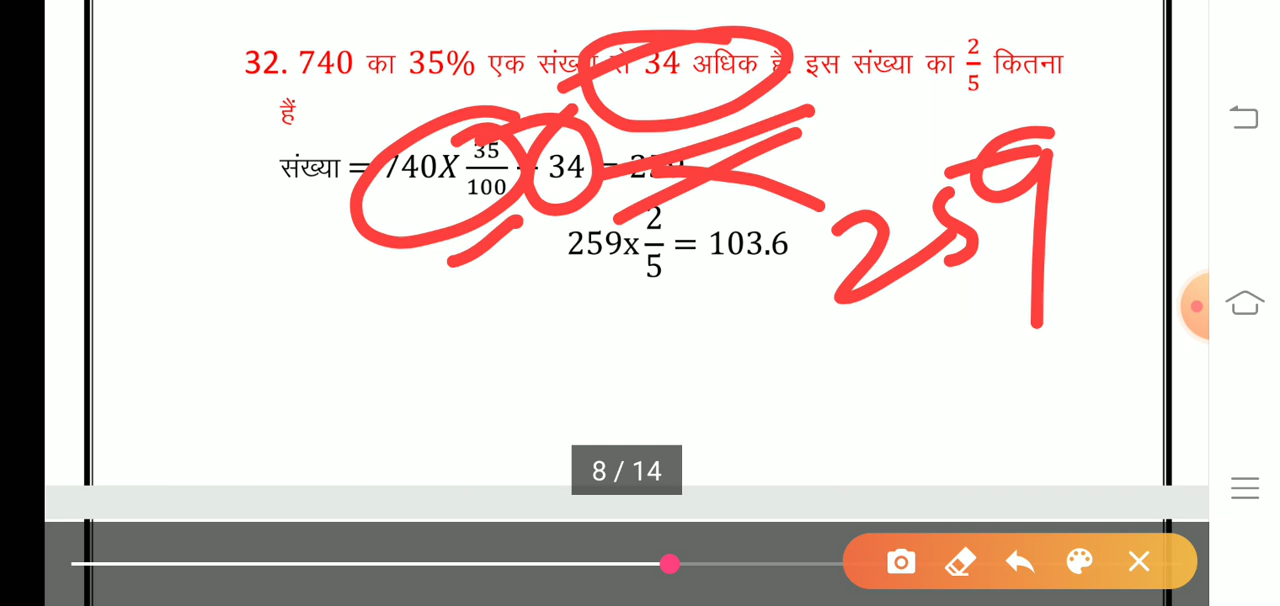 32. 740 का 35% एक संख्या से 34 अधिक है. इस संख्या का 2/5 कितना
हैं
संख्या = 740X 35/100 - 34 = 259
259x 2/5 = 103.6
259
8 / 14